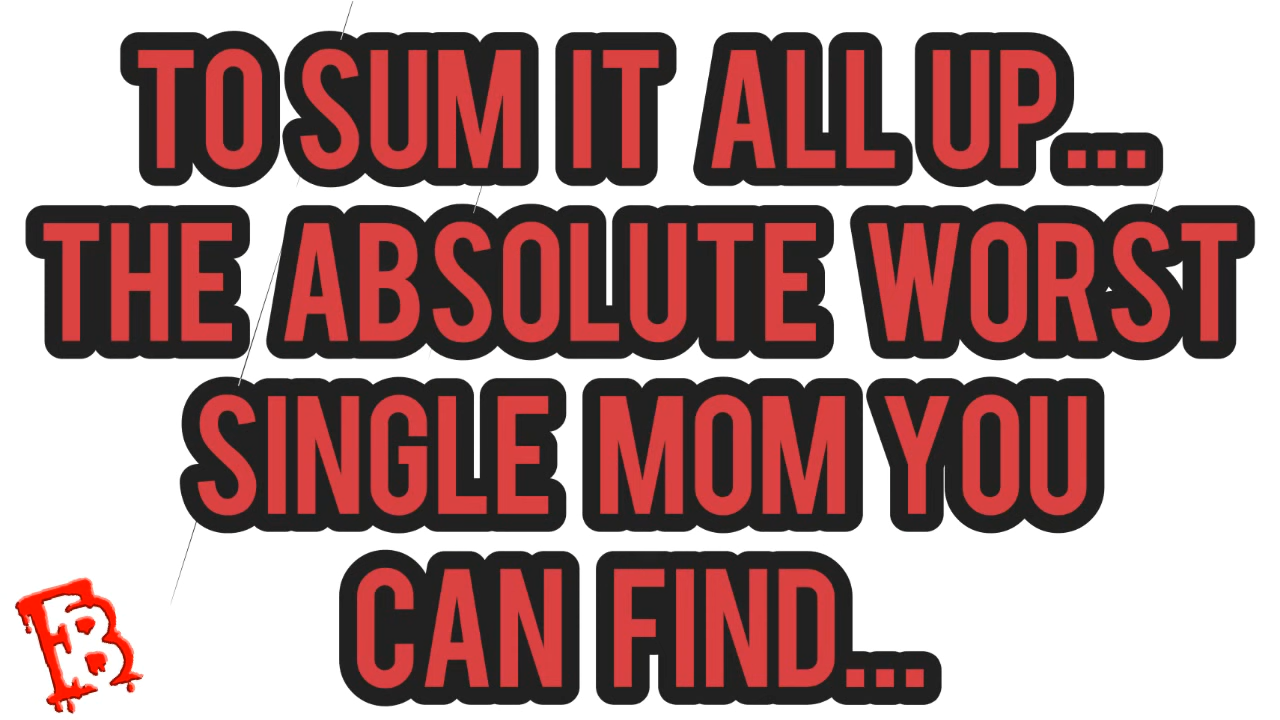 TO SUM IT ALL UP...
THE ABSOLUTE WORST
SINGLE MOM YOU
CAN FIND...
B